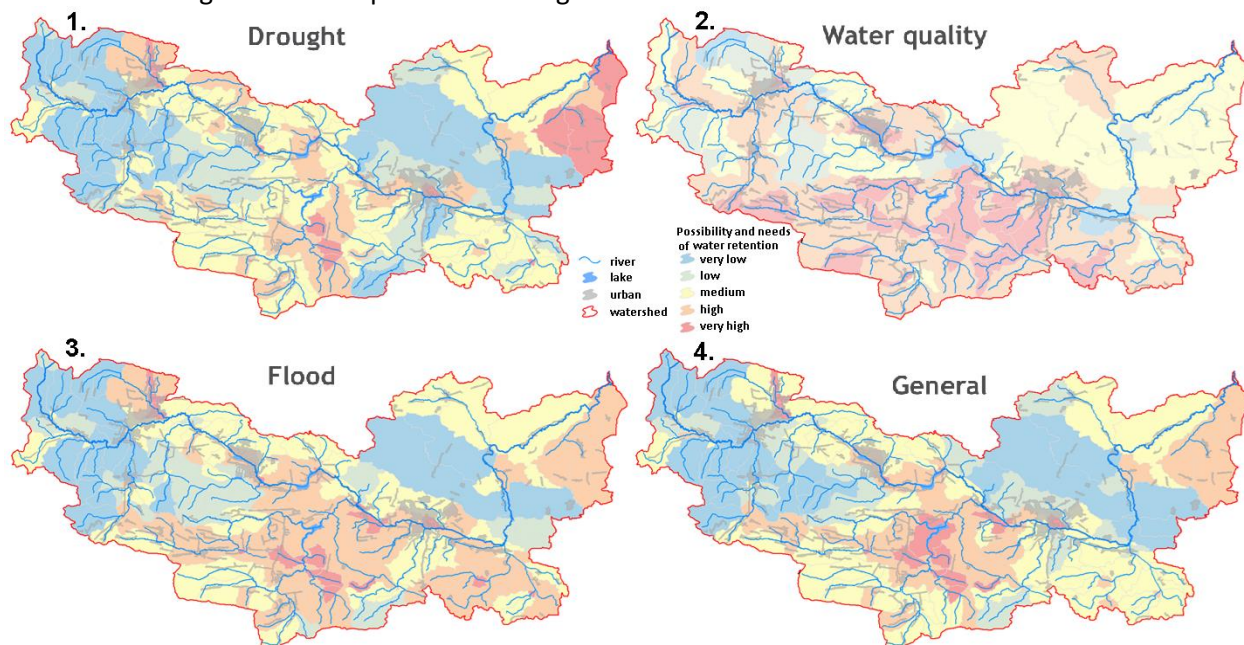 1.
Drought
2.
Water quality
river
lake
urban
watershed
Possibility and needs
of water retention
very low
low
medium
high
very high
3.
Flood
4.
General